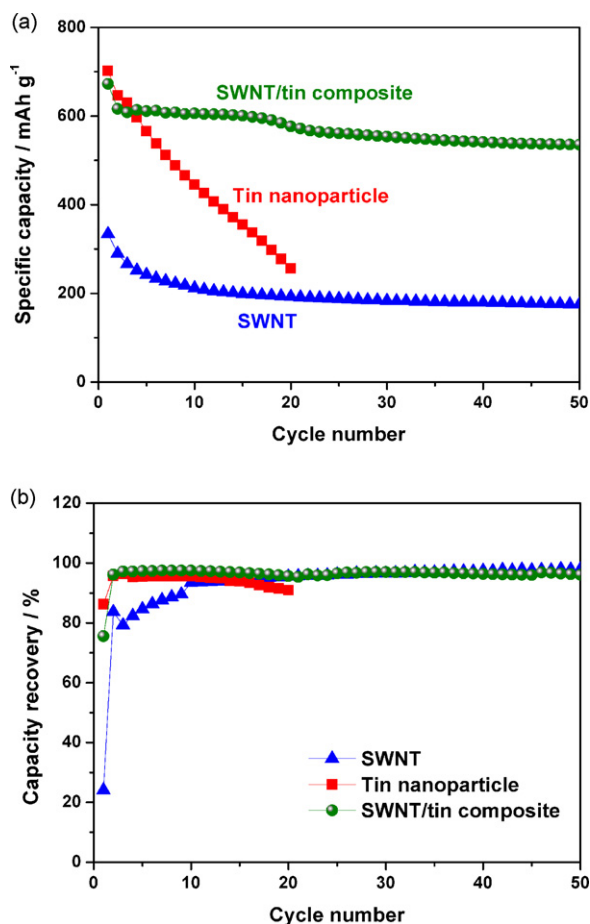 (a)
800
600
400
200
0
Specific capacity / mAh g⁻¹
SWNT/tin composite
Tin nanoparticle
SWNT
0 10 20 30 40 50
Cycle number
(b)
120
100
80
60
40
20
0
Capacity recovery / %
SWNT
Tin nanoparticle
SWNT/tin composite
0 10 20 30 40 50
Cycle number